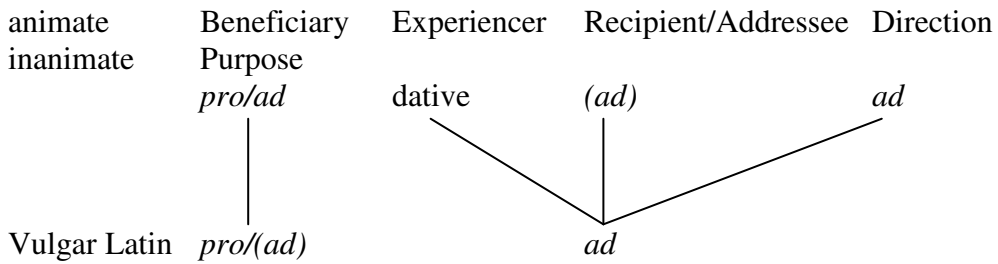 animate Beneficiary Experiencer Recipient/Addressee Direction
inanimate Purpose
pro/ad dative (ad) ad
Vulgar Latin pro/(ad) ad